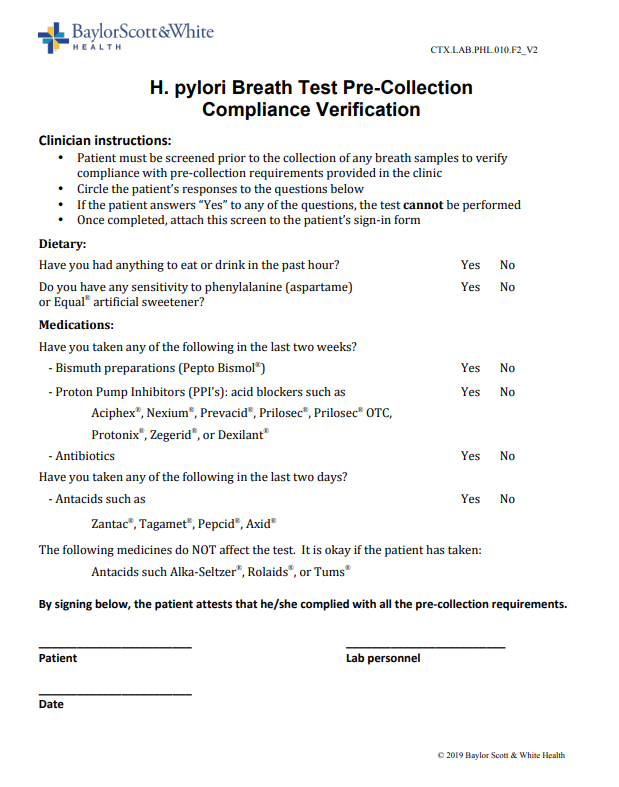 BaylorScott&White
HEALTH
CTX.LAB.PHL.010.F2_V2
H. pylori Breath Test Pre-Collection
Compliance Verification
Clinician instructions:
• Patient must be screened prior to the collection of any breath samples to verify
compliance with pre-collection requirements provided in the clinic
• Circle the patient's responses to the questions below
• If the patient answers “Yes” to any of the questions, the test cannot be performed
• Once completed, attach this screen to the patient's sign-in form
Dietary:
Have you had anything to eat or drink in the past hour? Yes No
Do you have any sensitivity to phenylalanine (aspartame) Yes No
or Equal® artificial sweetener?
Medications:
Have you taken any of the following in the last two weeks?
- Bismuth preparations (Pepto Bismol®) Yes No
- Proton Pump Inhibitors (PPI's): acid blockers such as Yes No
Aciphex®, Nexium®, Prevacid®, Prilosec®, Prilosec® OTC,
Protonix®, Zegerid®, or Dexilant®
- Antibiotics Yes No
Have you taken any of the following in the last two days?
- Antacids such as Yes No
Zantac®, Tagamet®, Pepcid®, Axid®
The following medicines do NOT affect the test. It is okay if the patient has taken:
Antacids such Alka-Seltzer®, Rolaids®, or Tums®
By signing below, the patient attests that he/she complied with all the pre-collection requirements.
Patient Lab personnel
Date
© 2019 Baylor Scott & White Health